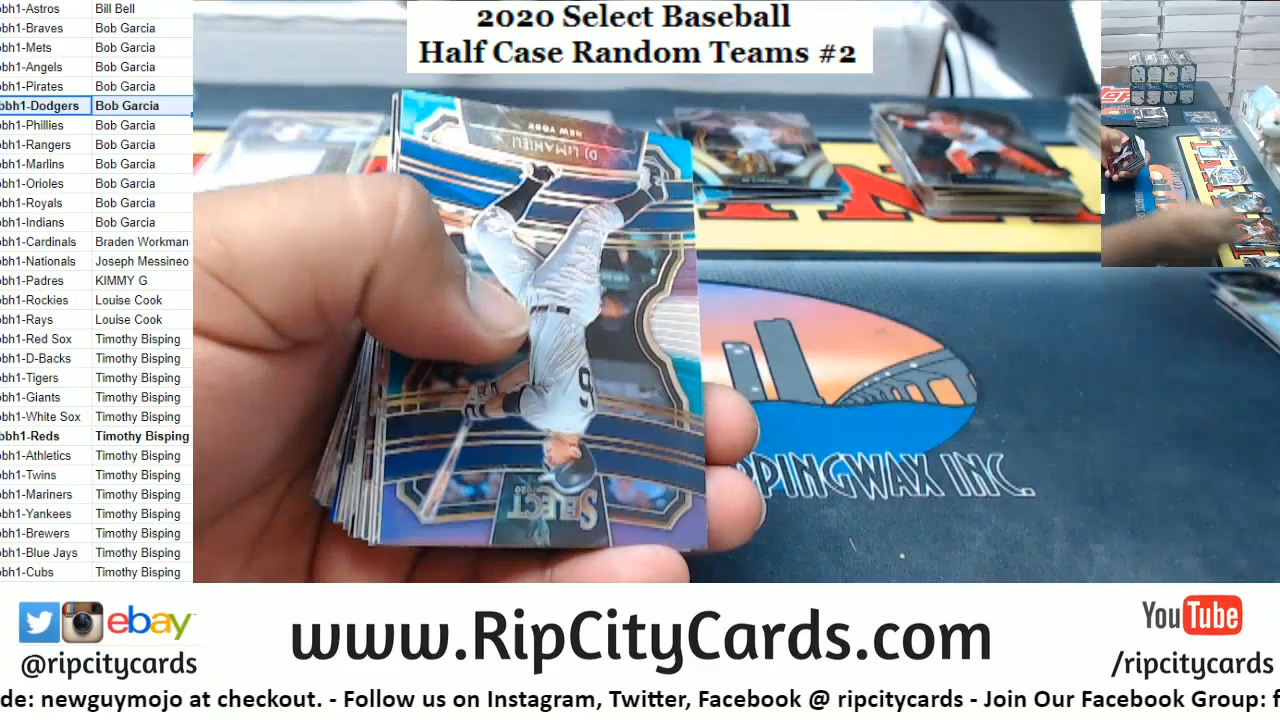 2020 Select Baseball
Half Case Random Teams #2
bh1-Astros Bill Bell
bh1-Braves Bob Garcia
bh1-Mets Bob Garcia
bh1-Angels Bob Garcia
bh1-Pirates Bob Garcia
bbh1-Dodgers Bob Garcia
bh1-Phillies Bob Garcia
bh1-Rangers Bob Garcia
bh1-Marlins Bob Garcia
bh1-Orioles Bob Garcia
bh1-Royals Bob Garcia
bh1-Indians Bob Garcia
bh1-Cardinals Braden Workman
bh1-Nationals Joseph Messineo
bh1-Padres KIMMY G
bh1-Rockies Louise Cook
bh1-Rays Louise Cook
bh1-Red Sox Timothy Bisping
bh1-D-Backs Timothy Bisping
bh1-Tigers Timothy Bisping
bh1-Giants Timothy Bisping
bh1-White Sox Timothy Bisping
bbh1-Reds Timothy Bisping
bh1-Athletics Timothy Bisping
bh1-Twins Timothy Bisping
bh1-Mariners Timothy Bisping
bh1-Yankees Timothy Bisping
bh1-Brewers Timothy Bisping
bh1-Blue Jays Timothy Bisping
bh1-Cubs Timothy Bisping
DJ LeMAHIEU
NEW YORK
SELECT
2020
PPINGWAX INC.
ebay
@ripcitycards
www.RipCityCards.com
YouTube
/ripcitycards
de: newguymojo at checkout. - Follow us on Instagram, Twitter, Facebook @ ripcitycards - Join Our Facebook Group: f